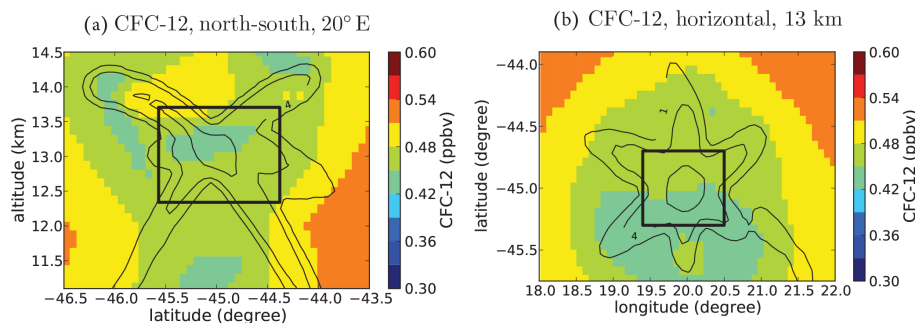 (a) CFC-12, north-south, 20° E
14.5
14.0
13.5
13.0
12.5
12.0
11.5
altitude (km)
4
−46.5 −46.0 −45.5 −45.0 −44.5 −44.0 −43.5
latitude (degree)
0.60
0.54
0.48
0.42
0.36
0.30
CFC-12 (ppbv)
(b) CFC-12, horizontal, 13 km
−44.0
−44.5
−45.0
−45.5
latitude (degree)
1
4
18.0 18.5 19.0 19.5 20.0 20.5 21.0 21.5 22.0
longitude (degree)
0.60
0.54
0.48
0.42
0.36
0.30
CFC-12 (ppbv)